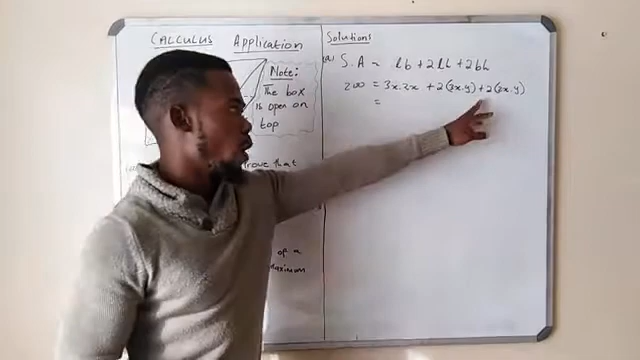 CALCULUS Application
Note:
The box
is open on
top
Prove that
of a
Maximum
Solutions
S.A = lb + 2lh + 2bh
200 = 3x.2x + 2(3x.y) + 2(2x.y)
=